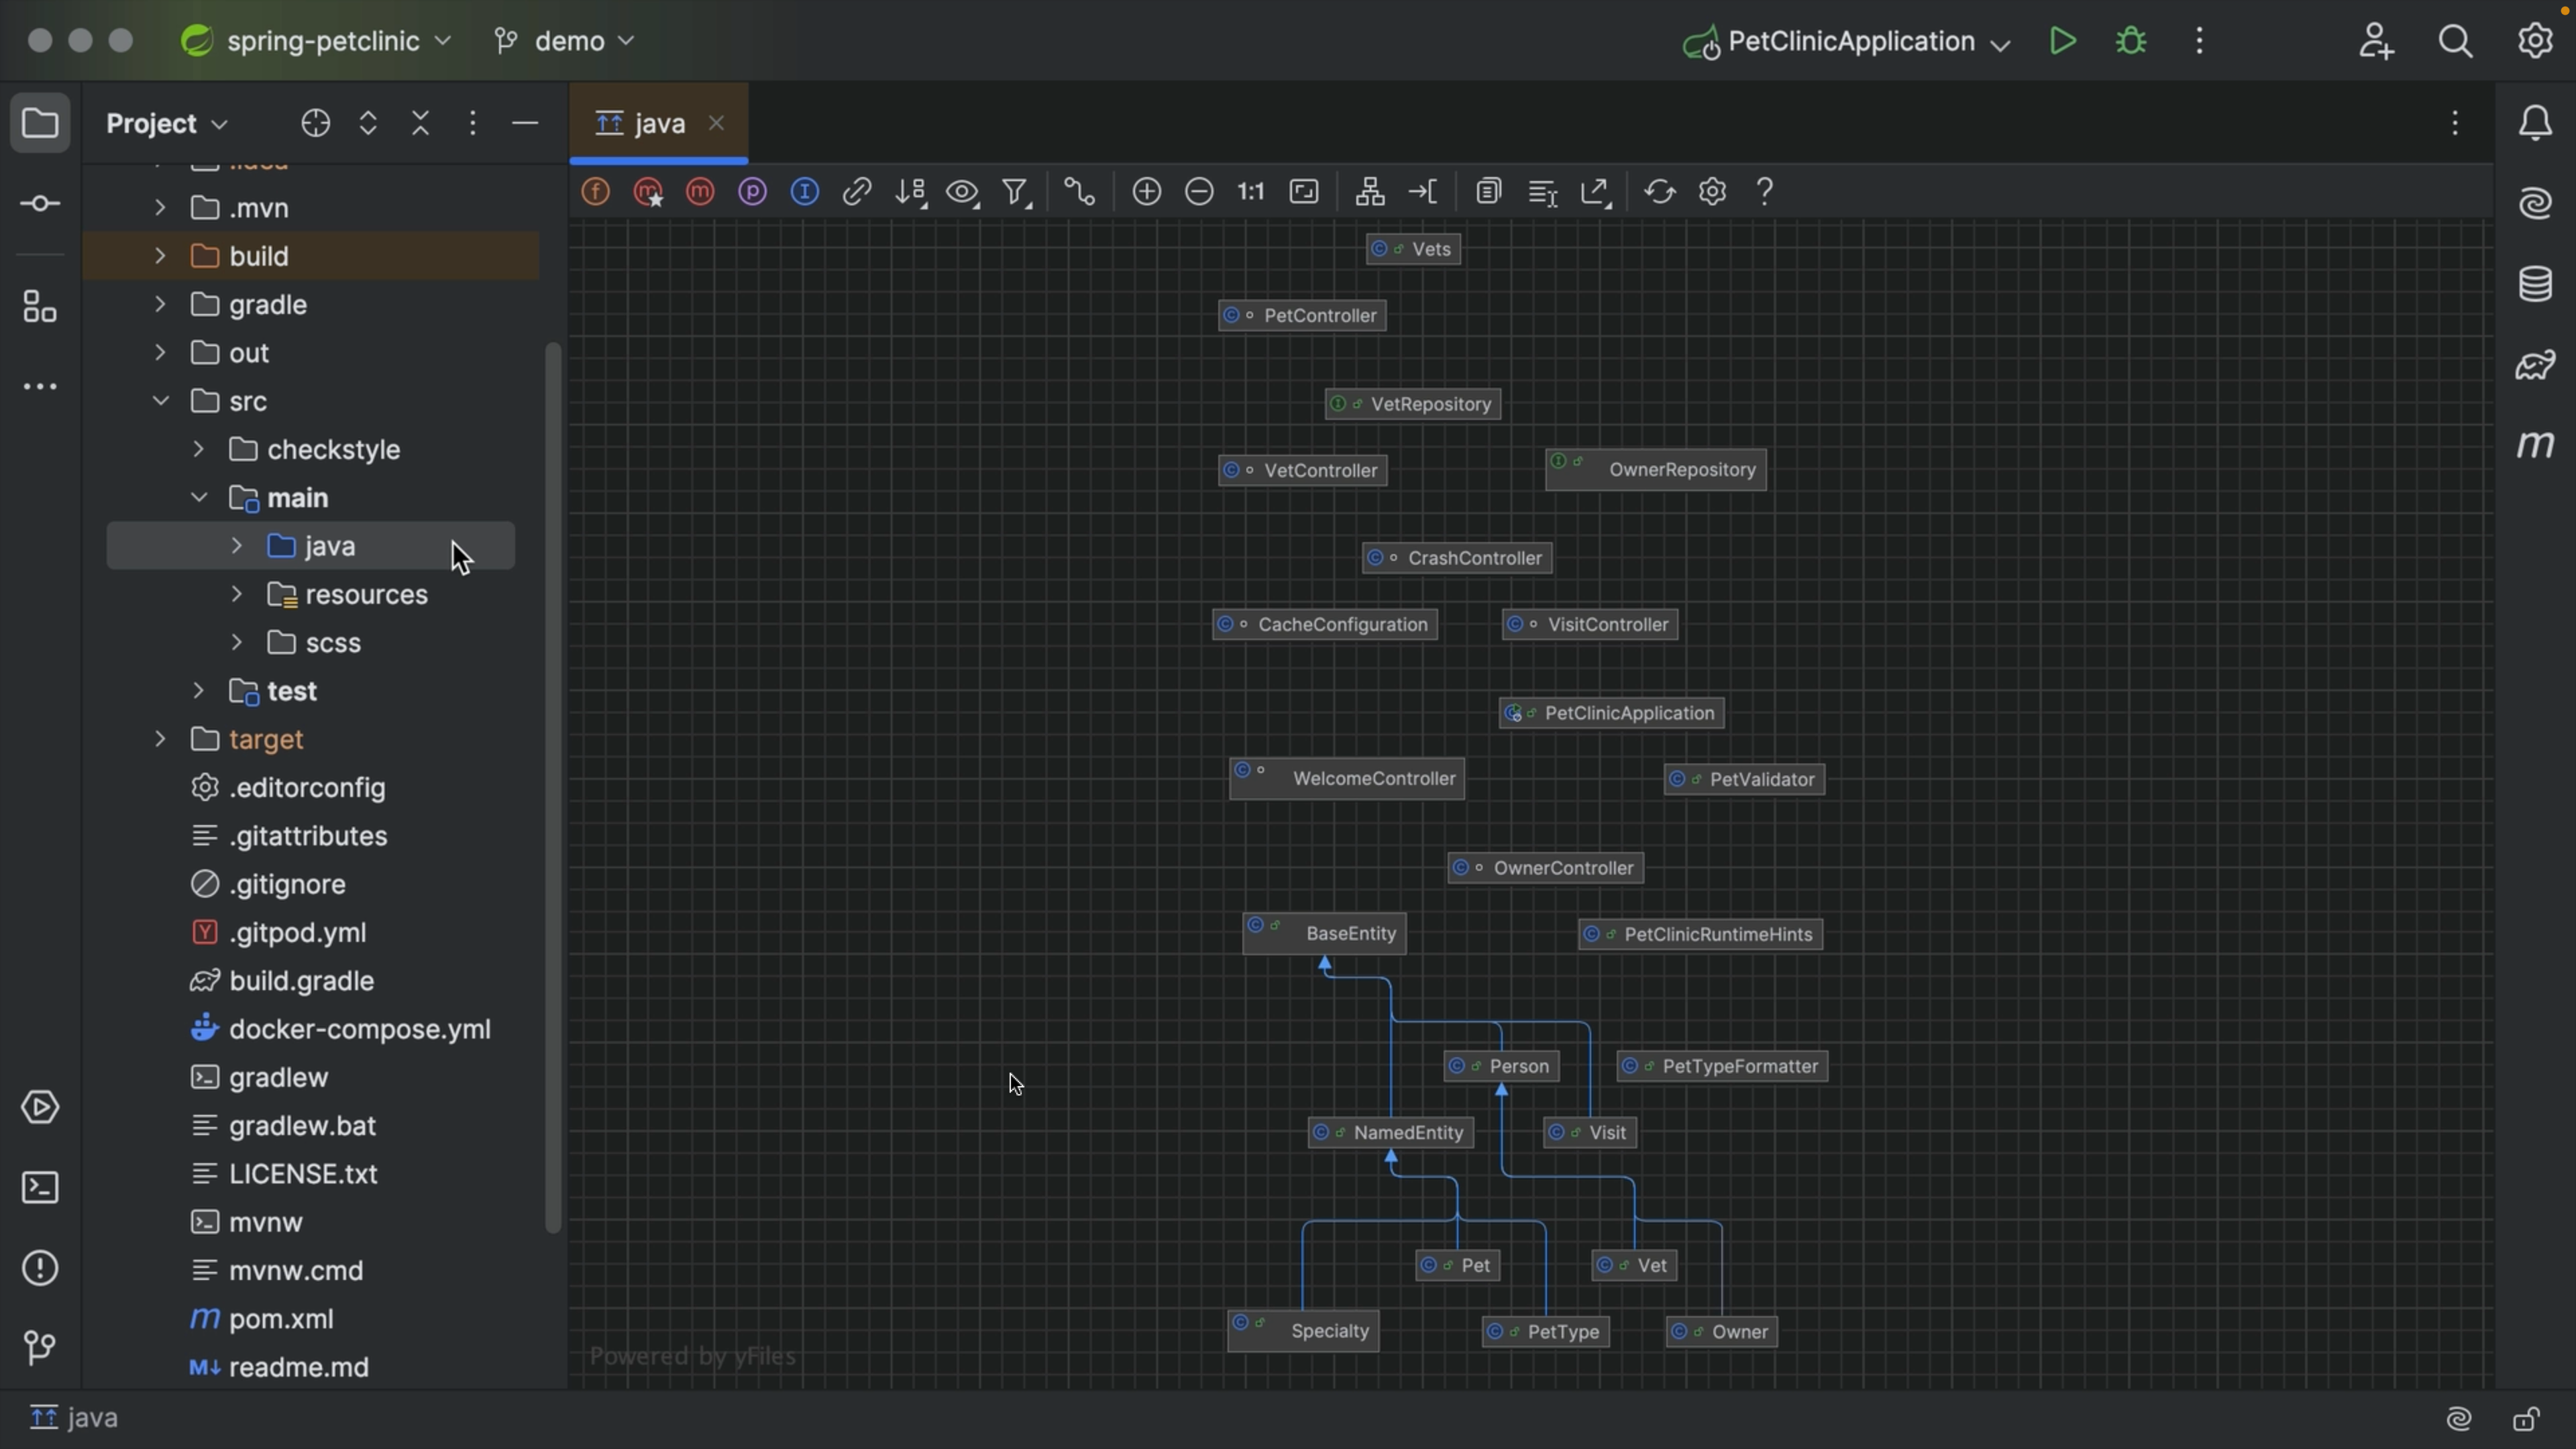 spring-petclinic
demo
PetClinicApplication
Project
java
.idea
.mvn
build
gradle
out
src
checkstyle
main
java
resources
scss
test
target
.editorconfig
.gitattributes
.gitignore
.gitpod.yml
build.gradle
docker-compose.yml
gradlew
gradlew.bat
LICENSE.txt
mvnw
mvnw.cmd
pom.xml
readme.md
1:1
Vets
PetController
VetRepository
VetController
OwnerRepository
CrashController
CacheConfiguration
VisitController
PetClinicApplication
WelcomeController
PetValidator
OwnerController
BaseEntity
PetClinicRuntimeHints
Person
PetTypeFormatter
NamedEntity
Visit
Pet
Vet
Specialty
PetType
Owner
Powered by yFiles
java